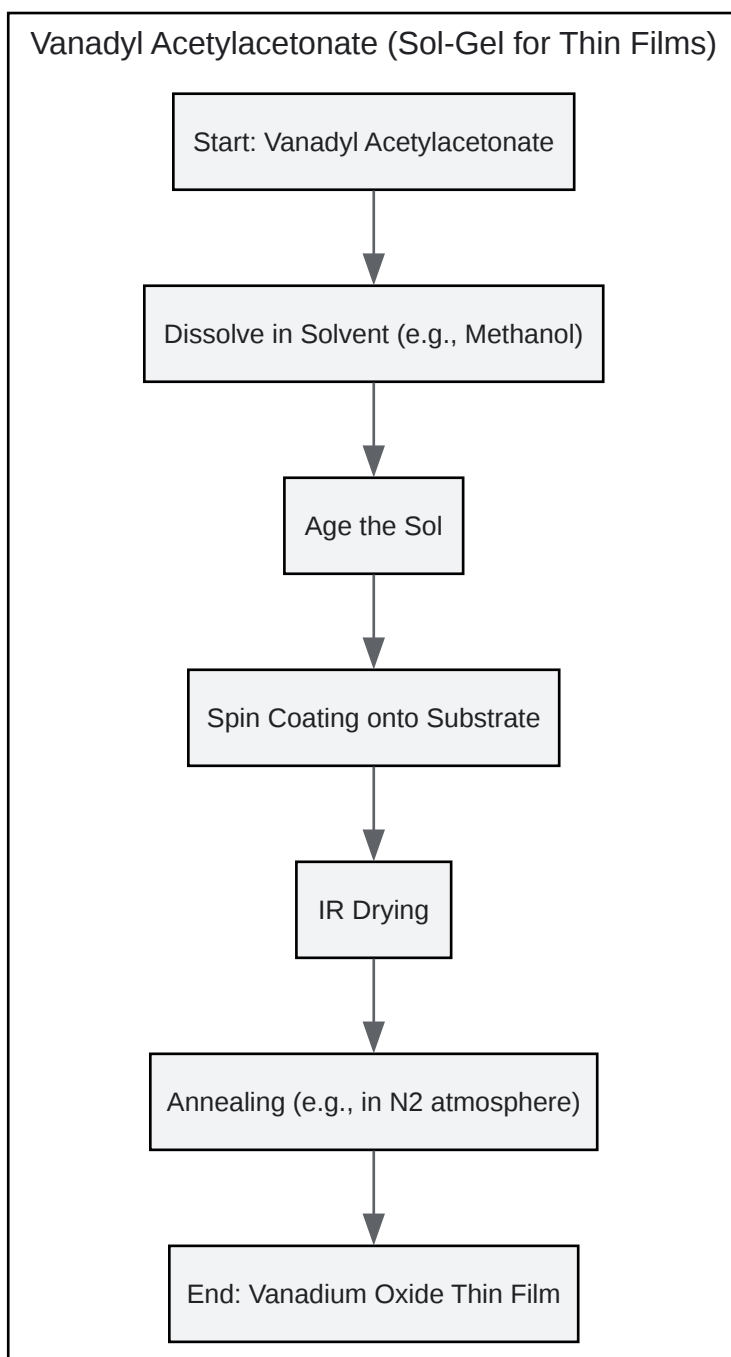 Vanadyl Acetylacetonate (Sol-Gel for Thin Films)
Start: Vanadyl Acetylacetonate
Dissolve in Solvent (e.g., Methanol)
Age the Sol
Spin Coating onto Substrate
IR Drying
Annealing (e.g., in N2 atmosphere)
End: Vanadium Oxide Thin Film